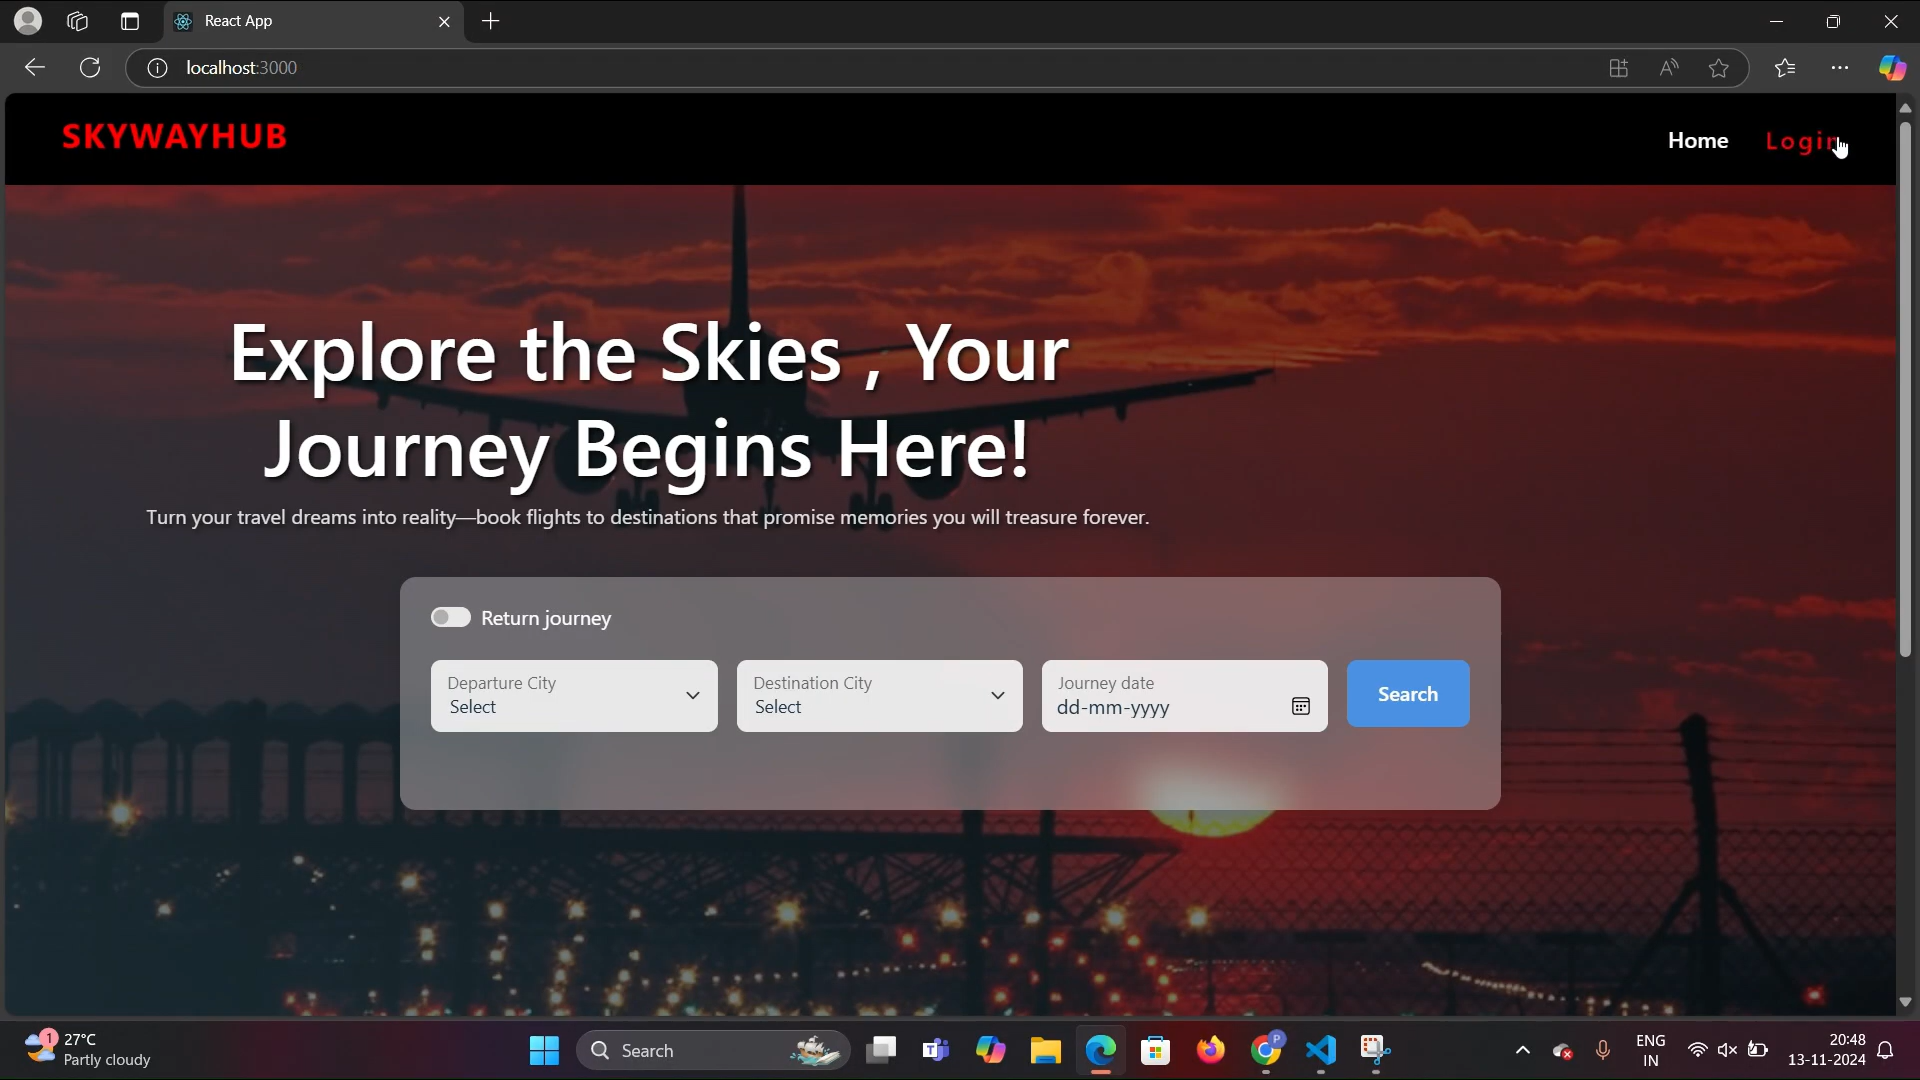 React App
localhost:3000
SKYWAYHUB
Home Login
Explore the Skies , Your
Journey Begins Here!
Turn your travel dreams into reality—book flights to destinations that promise memories you will treasure forever.
Return journey
Departure City
Select
Destination City
Select
Journey date
dd-mm-yyyy
Search
1
27°C
Partly cloudy
Search
P
ENG
IN
20:48
13-11-2024